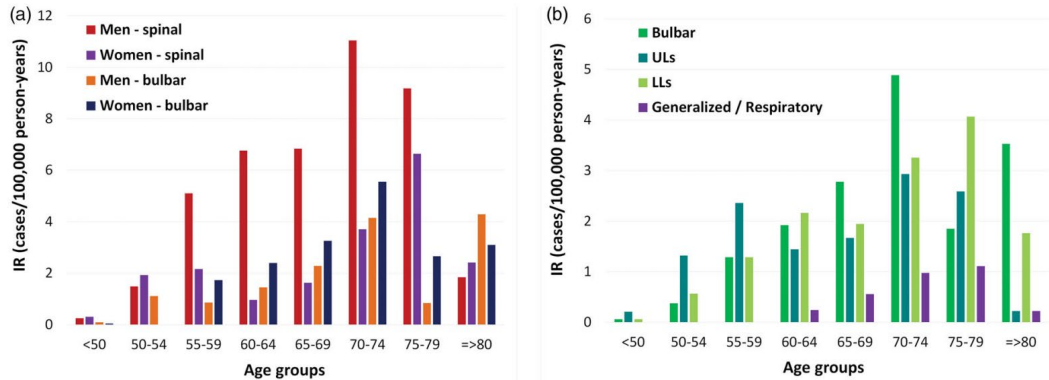 (a)
12
10
8
6
4
2
0
IR (cases/100,000 person-years)
Men - spinal
Women - spinal
Men - bulbar
Women - bulbar
<50 50-54 55-59 60-64 65-69 70-74 75-79 =>80
Age groups
(b)
6
5
4
3
2
1
0
IR (cases/100,000 person-years)
Bulbar
ULs
LLs
Generalized / Respiratory
<50 50-54 55-59 60-64 65-69 70-74 75-79 =>80
Age groups